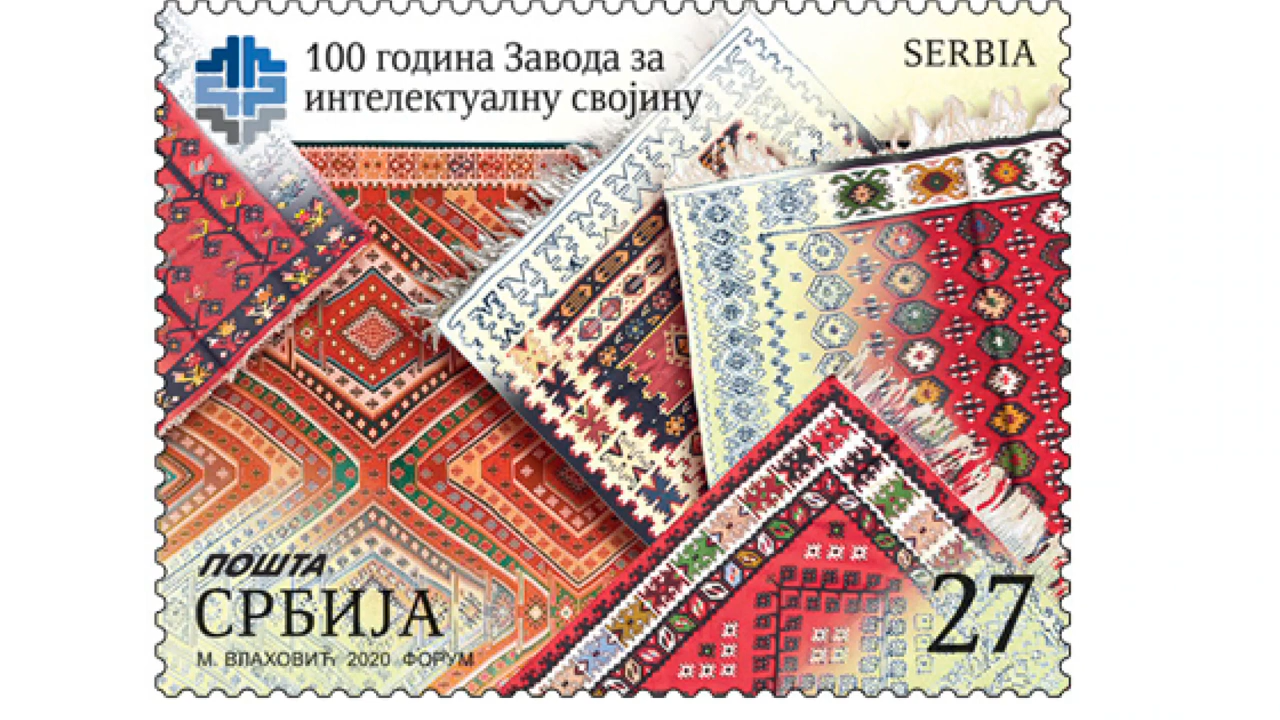 100 година Завода за
интелектуалну својину
SERBIA
ПОШТА
СРБИЈА
М. ВЛАХОВИЋ 2020 ФОРУМ
27